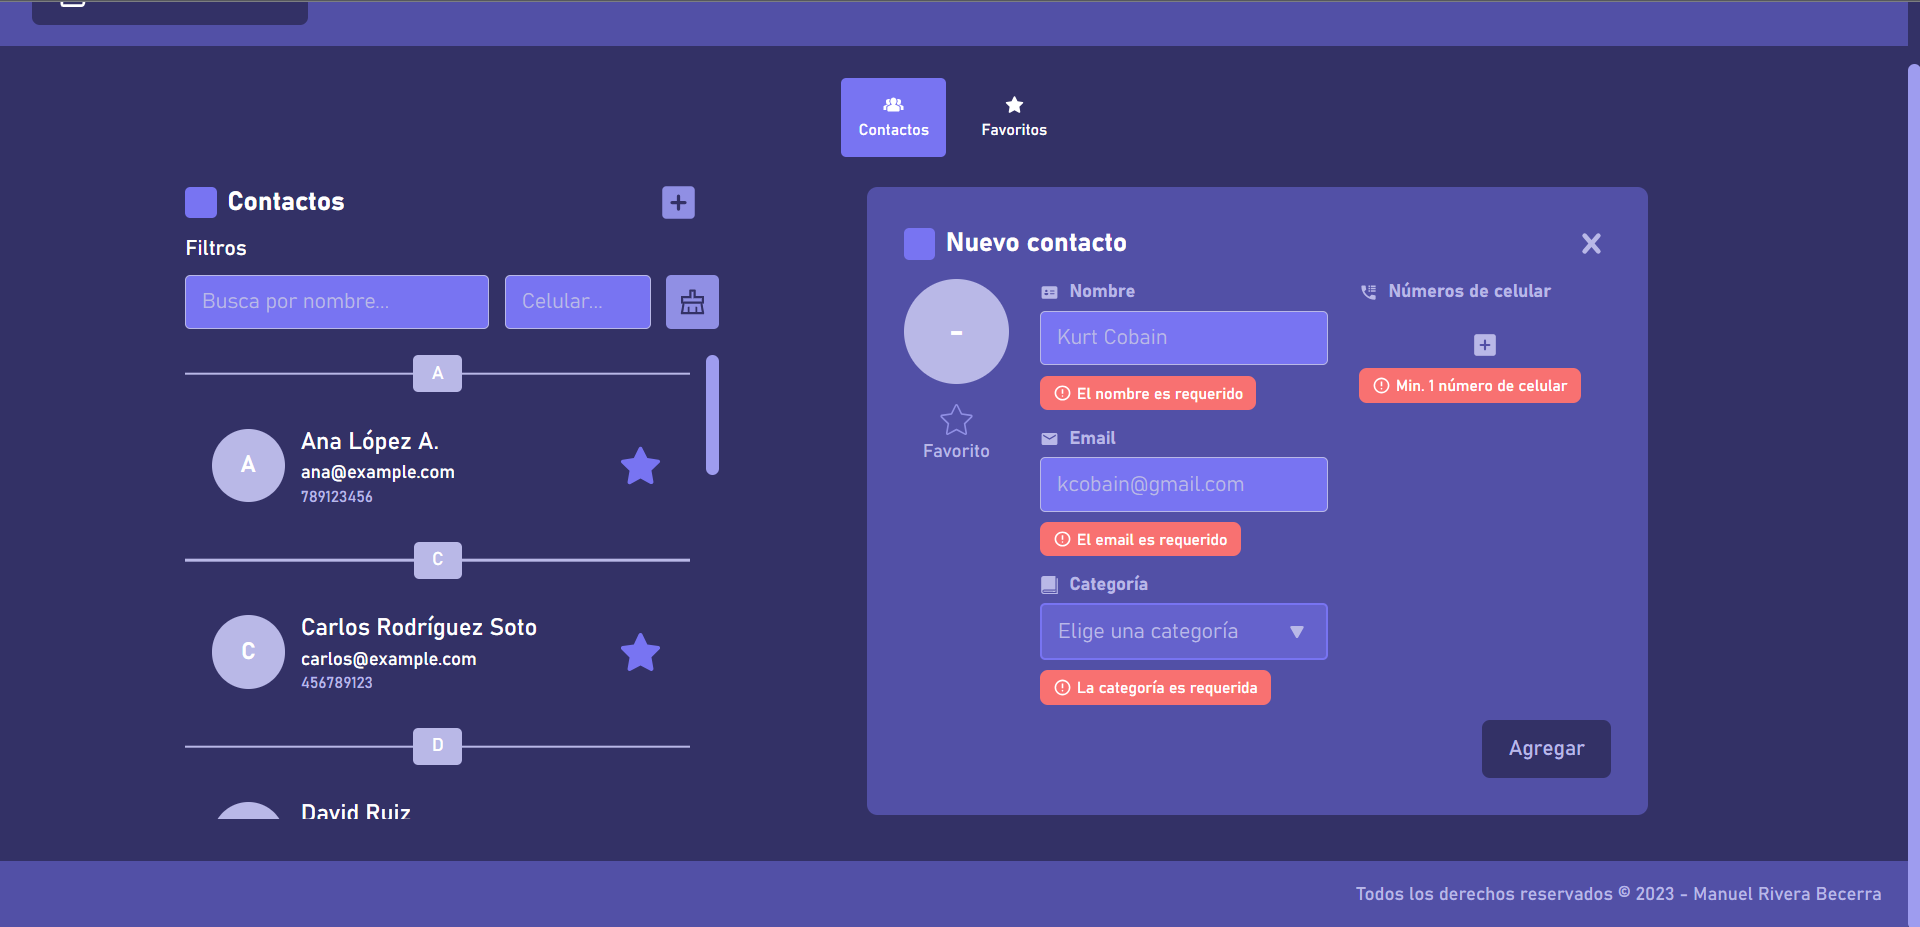 Contactos
Favoritos
Contactos
Filtros
Busca por nombre...
Celular...
A
A
Ana López A.
ana@example.com
789123456
C
C
Carlos Rodríguez Soto
carlos@example.com
456789123
D
David Ruiz
Nuevo contacto
-
Favorito
Nombre
Kurt Cobain
El nombre es requerido
Email
kcobain@gmail.com
El email es requerido
Categoría
Elige una categoría
La categoría es requerida
Números de celular
Min. 1 número de celular
Agregar
Todos los derechos reservados © 2023 - Manuel Rivera Becerra